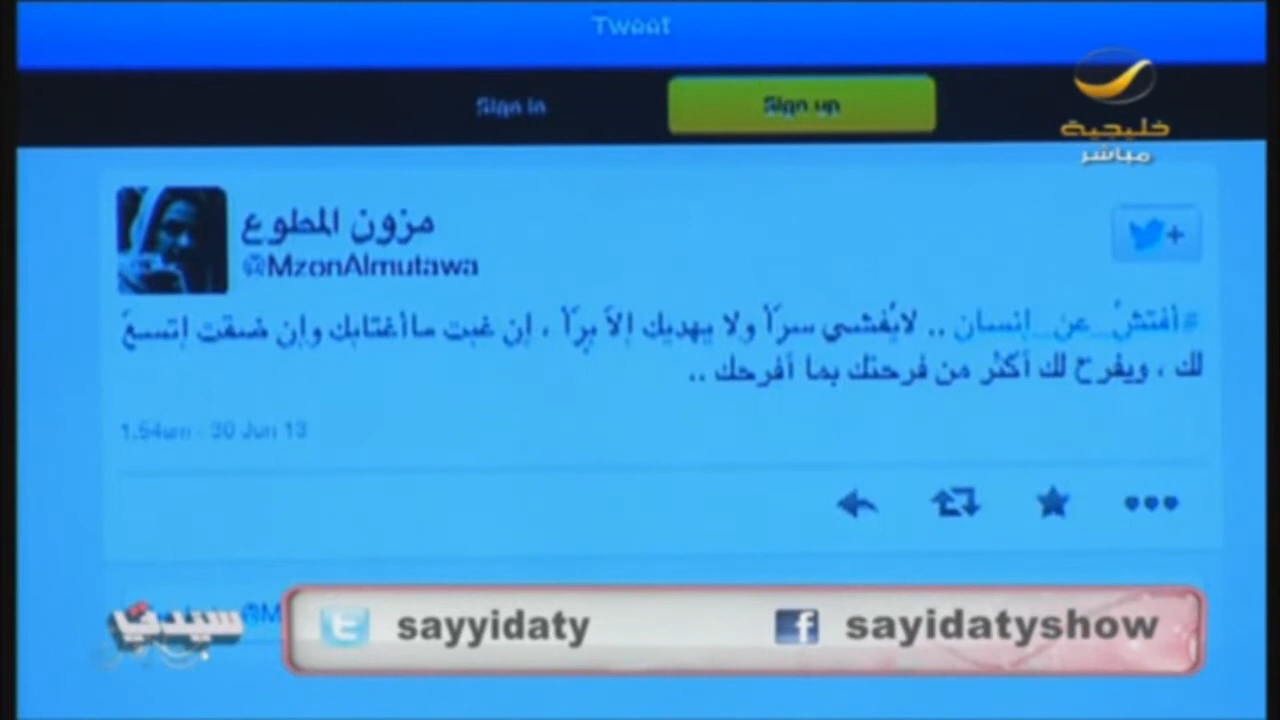 Tweet
Sign in
Sign up
خليجية
مباشر
مزون المطوع
@MzonAlmutawa
#أفتش_عن_إنسان .. لايُفشي سراً ولا يهديك إلاَ بِراً ، إن غبت ماأغتابك وإن ضقت إتسعَ
لك ، ويفرح لك أكثر من فرحتك بما أفرحك ..
1:54am - 30 Jun 13
سيدتي
@M
sayyidaty
sayidatyshow